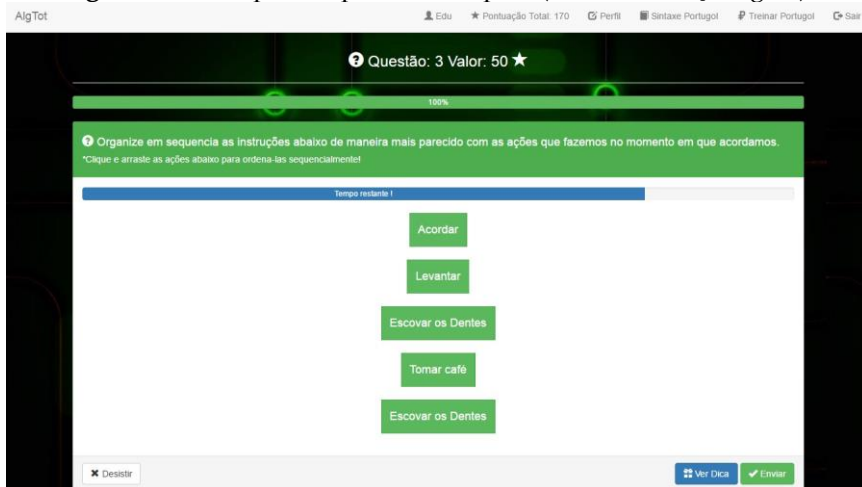 AlgTot Edu Pontuação Total: 170 Perfil Sintaxe Portugol Treinar Portugol Sair
Questão: 3 Valor: 50
100%
Organize em sequencia as instruções abaixo de maneira mais parecido com as ações que fazemos no momento em que acordamos.
*Clique e arraste as ações abaixo para ordena-las sequencialmente!
Tempo restante !
Acordar
Levantar
Escovar os Dentes
Tomar café
Escovar os Dentes
Desistir Ver Dica Enviar